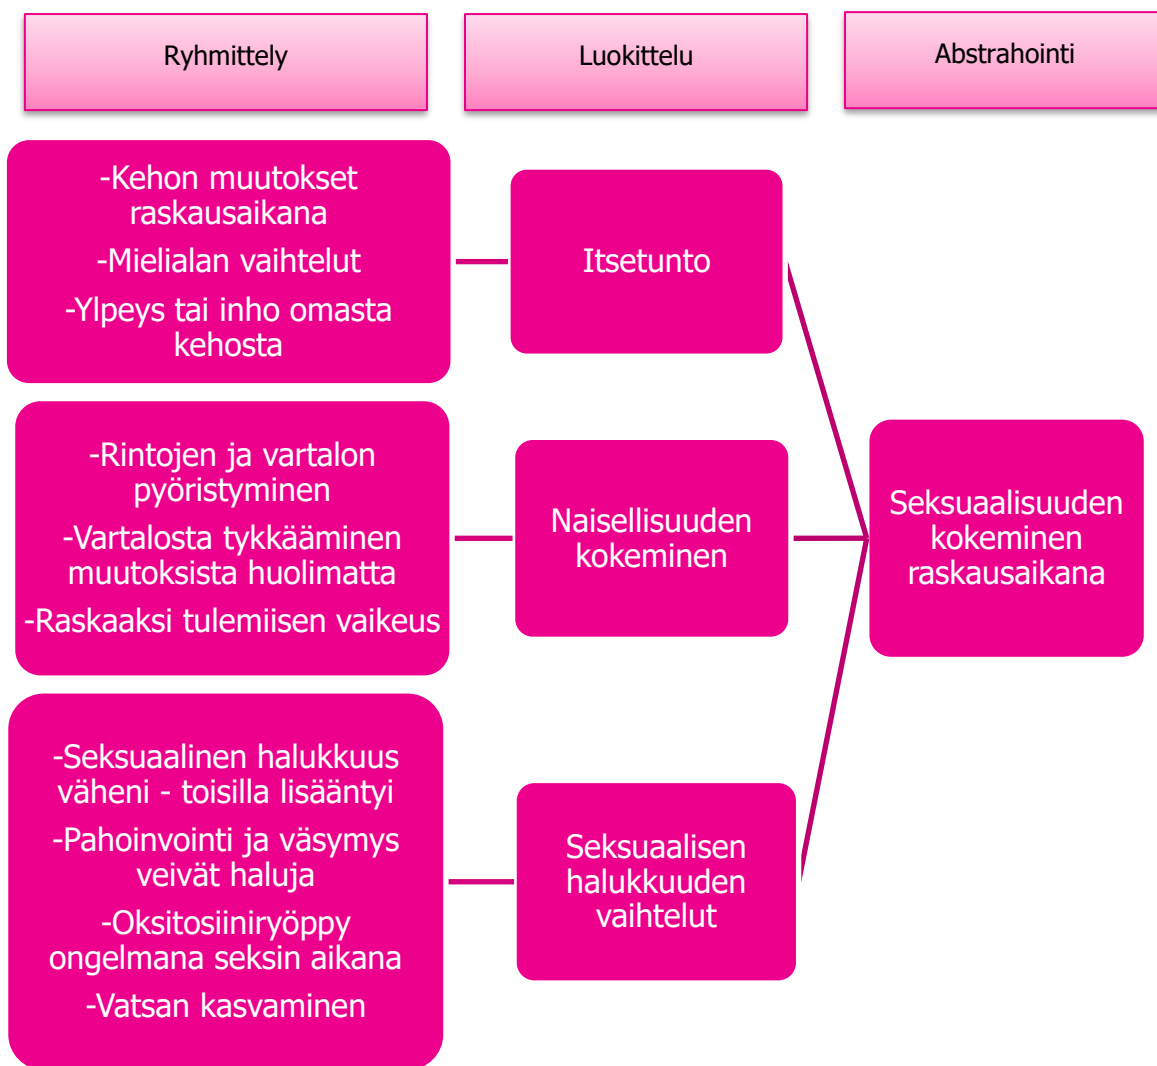 Ryhmittely
Luokittelu
Abstrahointi
-Kehon muutokset
raskausaikana
-Mielialan vaihtelut
-Ylpeys tai inho omasta
kehosta
Itsetunto
-Rintojen ja vartalon
pyöristyminen
-Vartalosta tykkääminen
muutoksista huolimatta
-Raskaaksi tulemiisen vaikeus
Naisellisuuden
kokeminen
Seksuaalisuuden
kokeminen
raskausaikana
-Seksuaalinen halukkuus
väheni - toisilla lisääntyi
-Pahoinvointi ja väsymys
veivät haluja
-Oksitosiiniryöppy
ongelmana seksin aikana
-Vatsan kasvaminen
Seksuaalisen
halukkuuden
vaihtelut